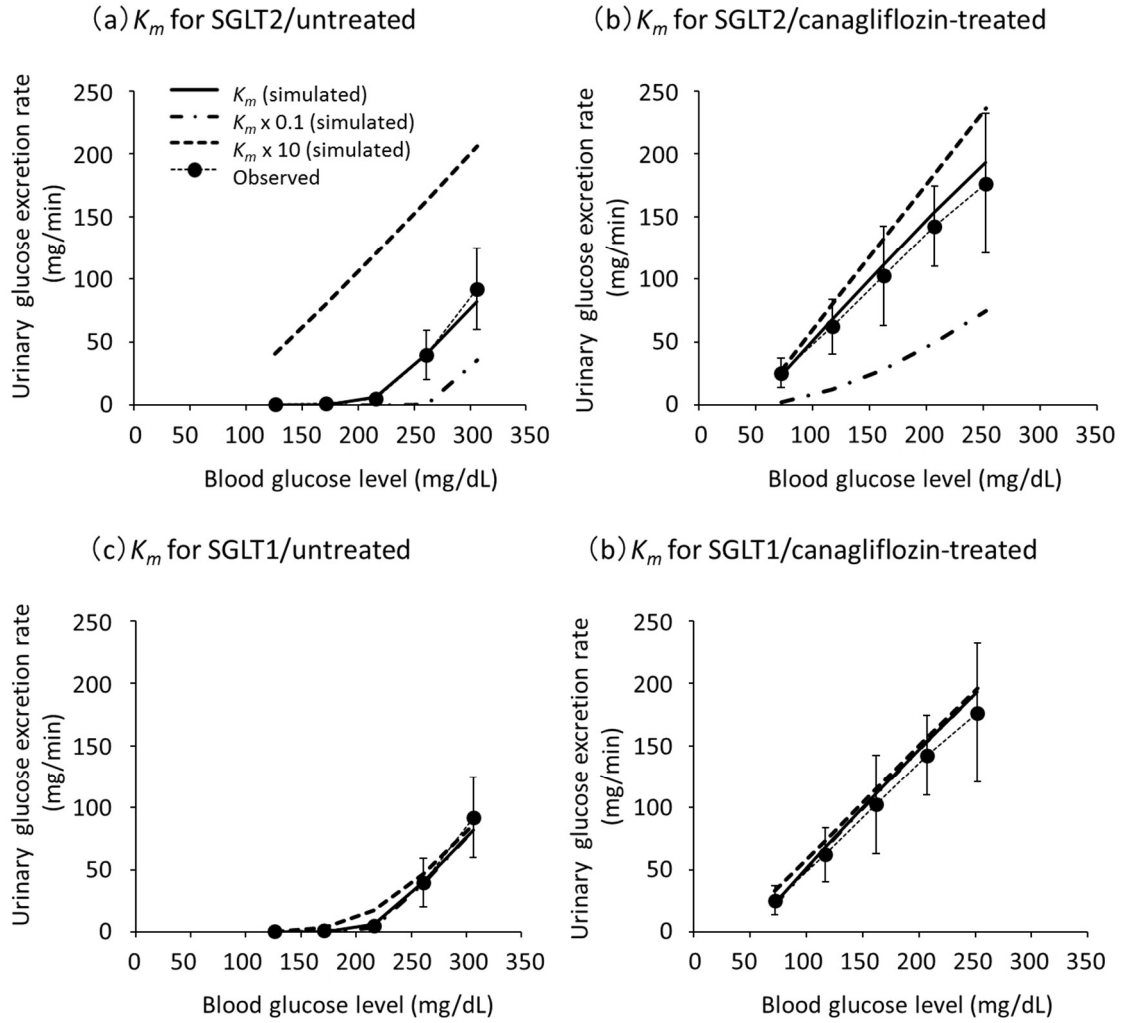 (a) Km for SGLT2/untreated
Urinary glucose excretion rate
(mg/min)
250
200
150
100
50
0
Km (simulated)
Km x 0.1 (simulated)
Km x 10 (simulated)
Observed
0 50 100 150 200 250 300 350
Blood glucose level (mg/dL)
(b) Km for SGLT2/canagliflozin-treated
Urinary glucose excretion rate
(mg/min)
250
200
150
100
50
0
0 50 100 150 200 250 300 350
Blood glucose level (mg/dL)
(c) Km for SGLT1/untreated
Urinary glucose excretion rate
(mg/min)
250
200
150
100
50
0
0 50 100 150 200 250 300 350
Blood glucose level (mg/dL)
(b) Km for SGLT1/canagliflozin-treated
Urinary glucose excretion rate
(mg/min)
250
200
150
100
50
0
0 50 100 150 200 250 300 350
Blood glucose level (mg/dL)